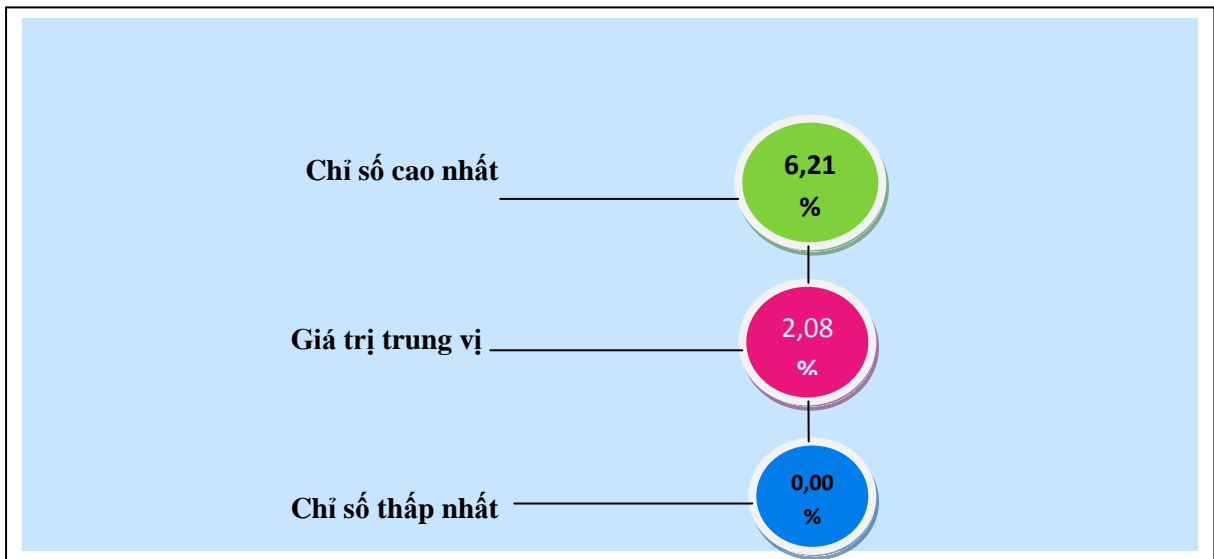 Chỉ số cao nhất
6,21
%
Giá trị trung vị
2,08
%
Chỉ số thấp nhất
0,00
%